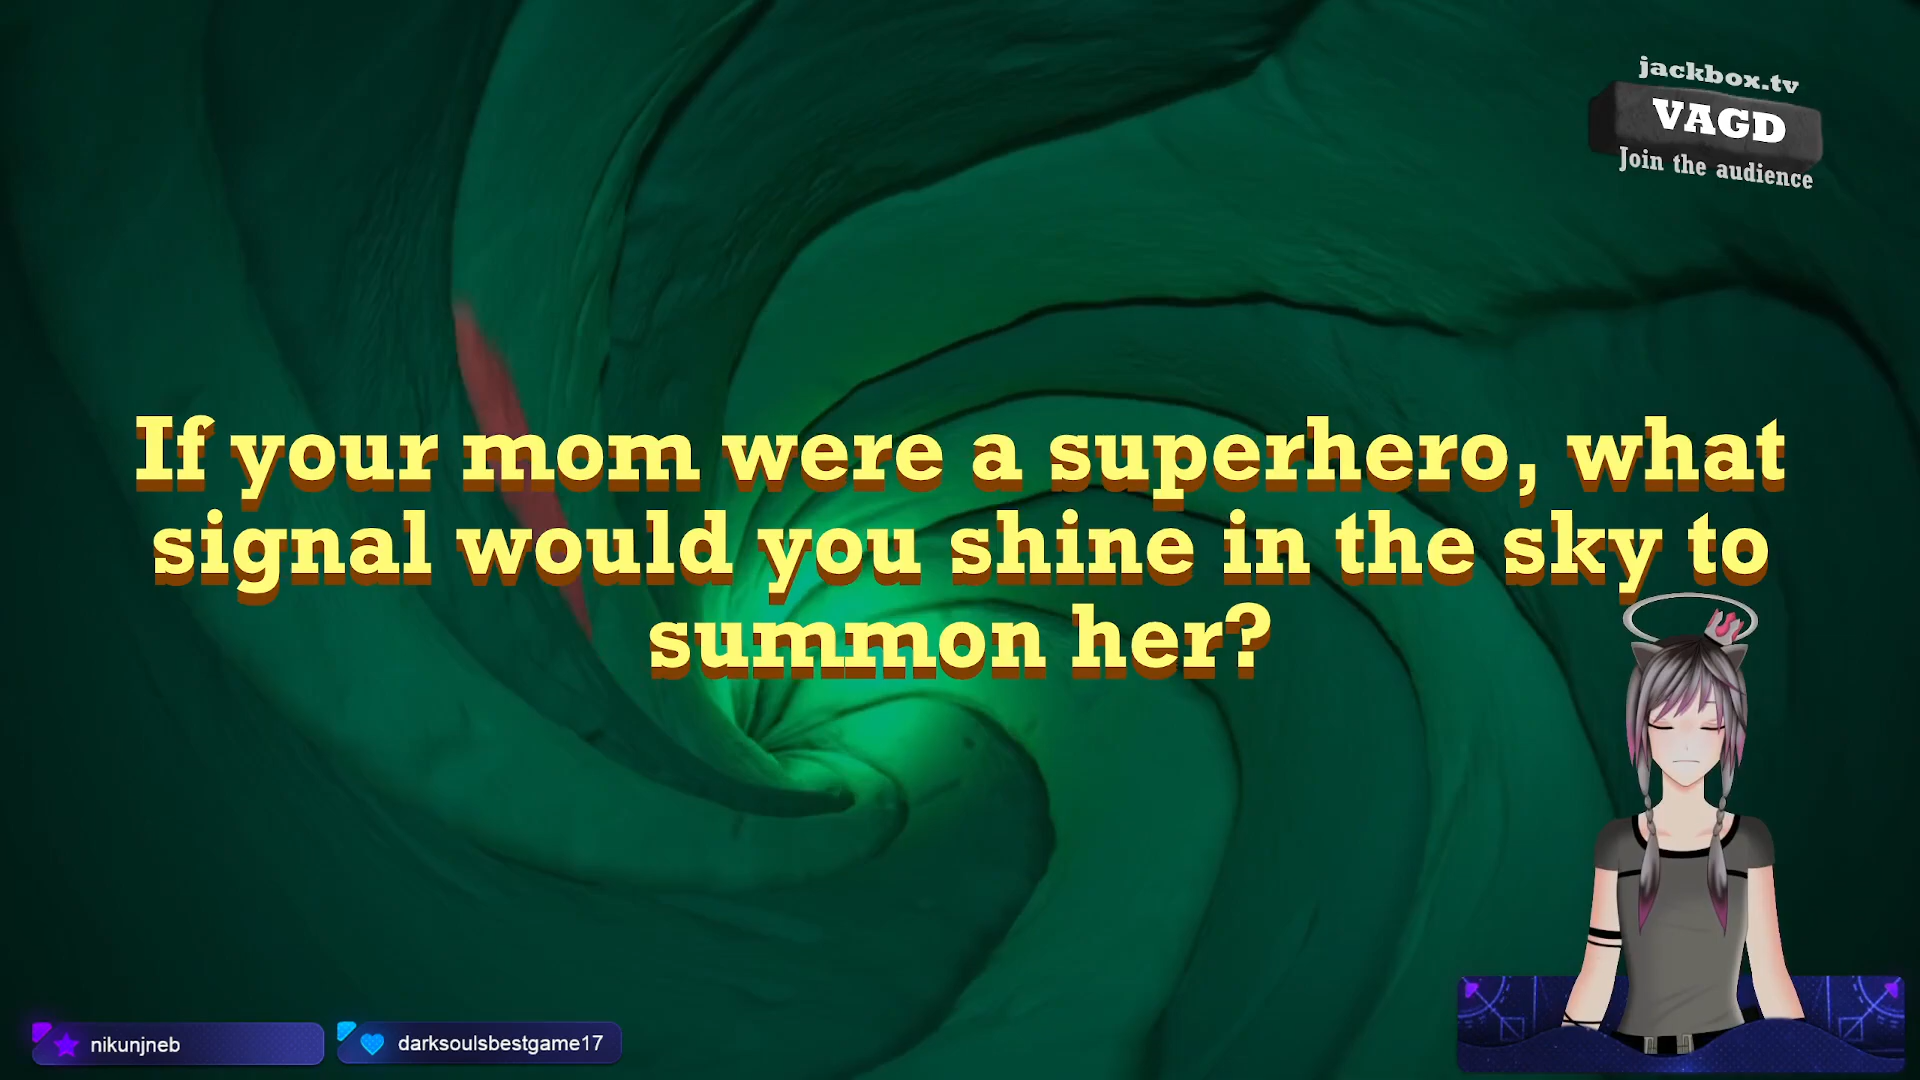 jackbox.tv
VAGD
Join the audience
If your mom were a superhero, what
signal would you shine in the sky to
summon her?
nikunjneb
darksoulsbestgame17